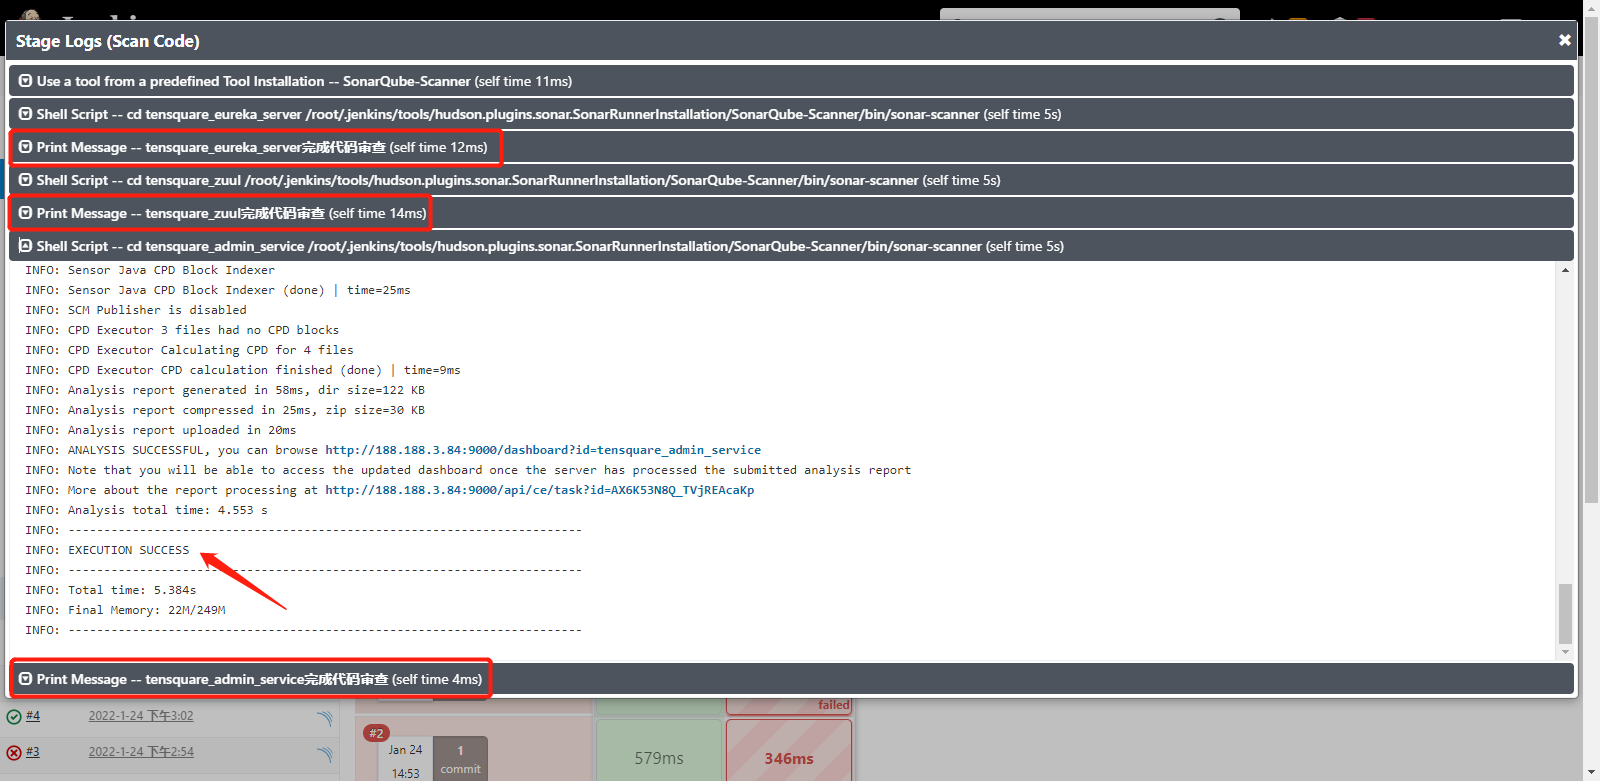 Stage Logs (Scan Code)
Use a tool from a predefined Tool Installation -- SonarQube-Scanner (self time 11ms)
Shell Script -- cd tensquare_eureka_server /root/.jenkins/tools/hudson.plugins.sonar.SonarRunnerInstallation/SonarQube-Scanner/bin/sonar-scanner (self time 5s)
Print Message -- tensquare_eureka_server完成代码审查 (self time 12ms)
Shell Script -- cd tensquare_zuul /root/.jenkins/tools/hudson.plugins.sonar.SonarRunnerInstallation/SonarQube-Scanner/bin/sonar-scanner (self time 5s)
Print Message -- tensquare_zuul完成代码审查 (self time 14ms)
Shell Script -- cd tensquare_admin_service /root/.jenkins/tools/hudson.plugins.sonar.SonarRunnerInstallation/SonarQube-Scanner/bin/sonar-scanner (self time 5s)
INFO: Sensor Java CPD Block Indexer
INFO: Sensor Java CPD Block Indexer (done) | time=25ms
INFO: SCM Publisher is disabled
INFO: CPD Executor 3 files had no CPD blocks
INFO: CPD Executor Calculating CPD for 4 files
INFO: CPD Executor CPD calculation finished (done) | time=9ms
INFO: Analysis report generated in 58ms, dir size=122 KB
INFO: Analysis report compressed in 25ms, zip size=30 KB
INFO: Analysis report uploaded in 20ms
INFO: ANALYSIS SUCCESSFUL, you can browse http://188.188.3.84:9000/dashboard?id=tensquare_admin_service
INFO: Note that you will be able to access the updated dashboard once the server has processed the submitted analysis report
INFO: More about the report processing at http://188.188.3.84:9000/api/ce/task?id=AX6K53N8Q_TVjREAcaKp
INFO: Analysis total time: 4.553 s
INFO: ------------------------------------------------------------------------
INFO: EXECUTION SUCCESS
INFO: ------------------------------------------------------------------------
INFO: Total time: 5.384s
INFO: Final Memory: 22M/249M
INFO: ------------------------------------------------------------------------
Print Message -- tensquare_admin_service完成代码审查 (self time 4ms)
failed
#4 2022-1-24 下午3:02
#2
#3 2022-1-24 下午2:54
Jan 24
14:53
1
commit
579ms
346ms